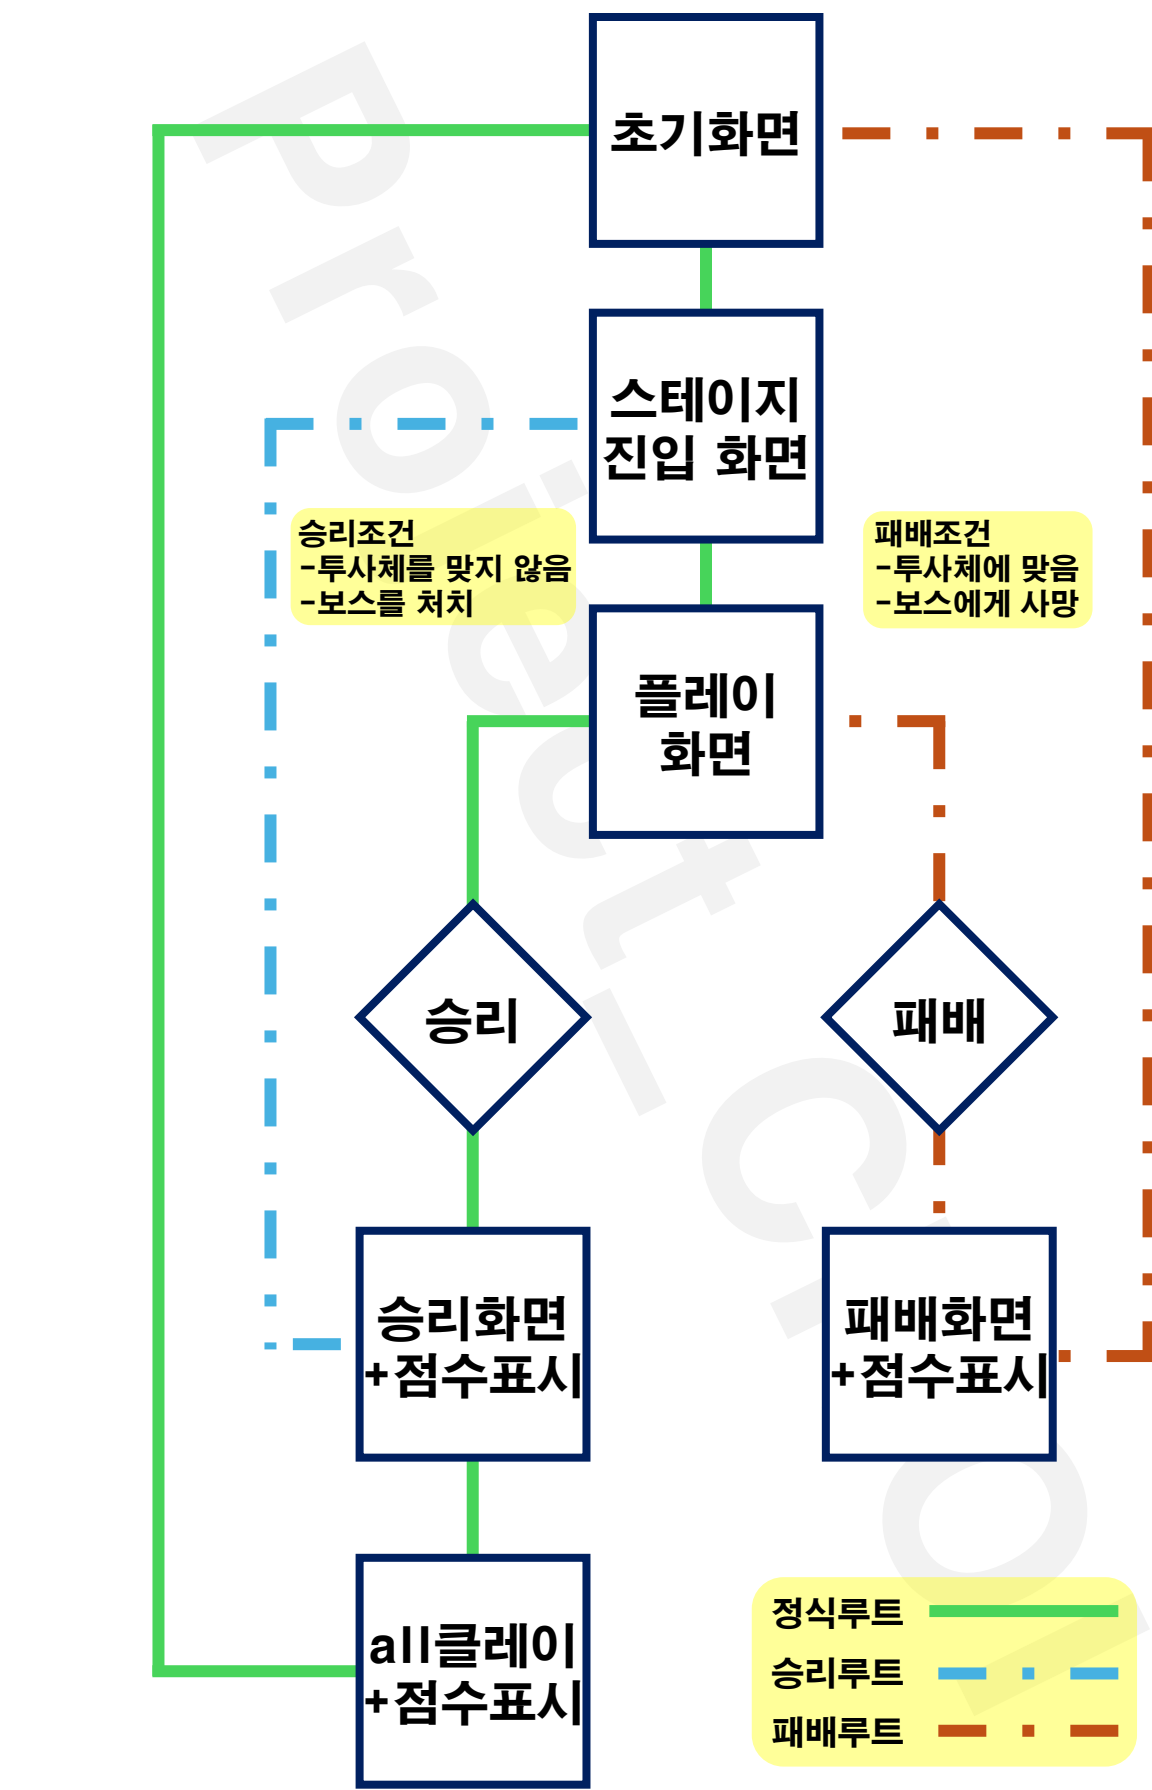 초기화면
스테이지
진입 화면
승리조건
-투사체를 맞지 않음
-보스를 처치
패배조건
-투사체에 맞음
-보스에게 사망
플레이
화면
승리
패배
승리화면
+점수표시
패배화면
+점수표시
all클레이
+점수표시
정식루트
승리루트
패배루트